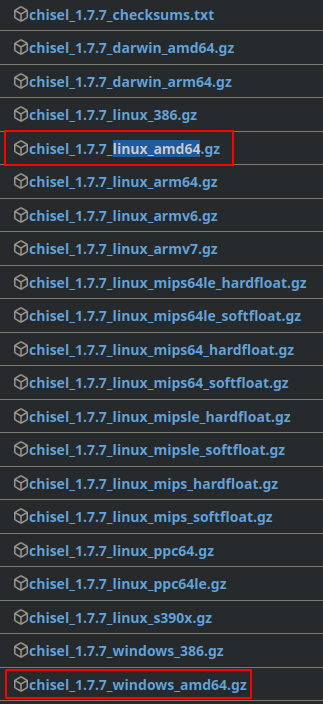 chisel_1.7.7_checksums.txt
chisel_1.7.7_darwin_amd64.gz
chisel_1.7.7_darwin_arm64.gz
chisel_1.7.7_linux_386.gz
chisel_1.7.7_linux_amd64.gz
chisel_1.7.7_linux_arm64.gz
chisel_1.7.7_linux_armv6.gz
chisel_1.7.7_linux_armv7.gz
chisel_1.7.7_linux_mips64le_hardfloat.gz
chisel_1.7.7_linux_mips64le_softfloat.gz
chisel_1.7.7_linux_mips64_hardfloat.gz
chisel_1.7.7_linux_mips64_softfloat.gz
chisel_1.7.7_linux_mipsle_hardfloat.gz
chisel_1.7.7_linux_mipsle_softfloat.gz
chisel_1.7.7_linux_mips_hardfloat.gz
chisel_1.7.7_linux_mips_softfloat.gz
chisel_1.7.7_linux_ppc64.gz
chisel_1.7.7_linux_ppc64le.gz
chisel_1.7.7_linux_s390x.gz
chisel_1.7.7_windows_386.gz
chisel_1.7.7_windows_amd64.gz